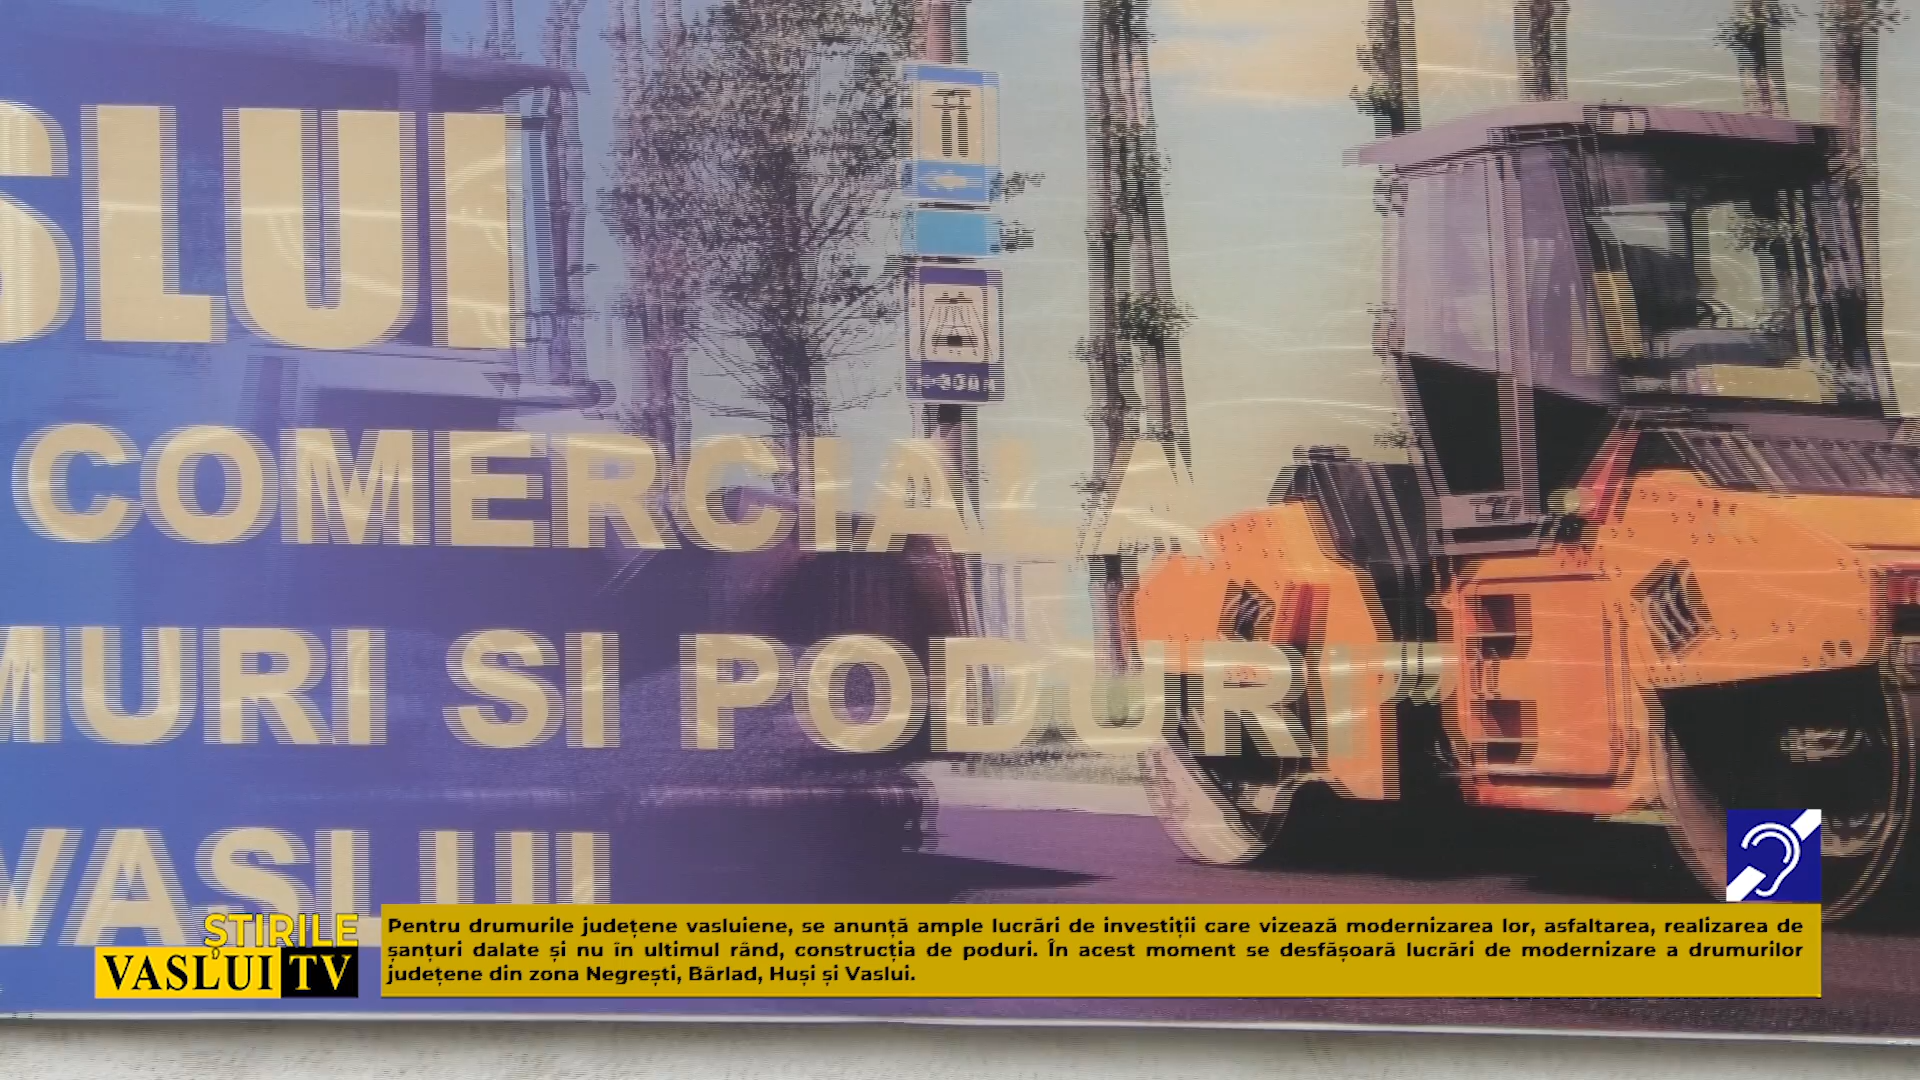 SLUI
COMERCIALA
MURI SI PODURI"
VASLUI
ȘTIRILE
VASLUI TV
Pentru drumurile județene vasluiene, se anunță ample lucrări de investiții care vizează modernizarea lor, asfaltarea, realizarea de
șanțuri dalate și nu în ultimul rând, construcția de poduri. În acest moment se desfășoară lucrări de modernizare a drumurilor
județene din zona Negrești, Bârlad, Huși și Vaslui.